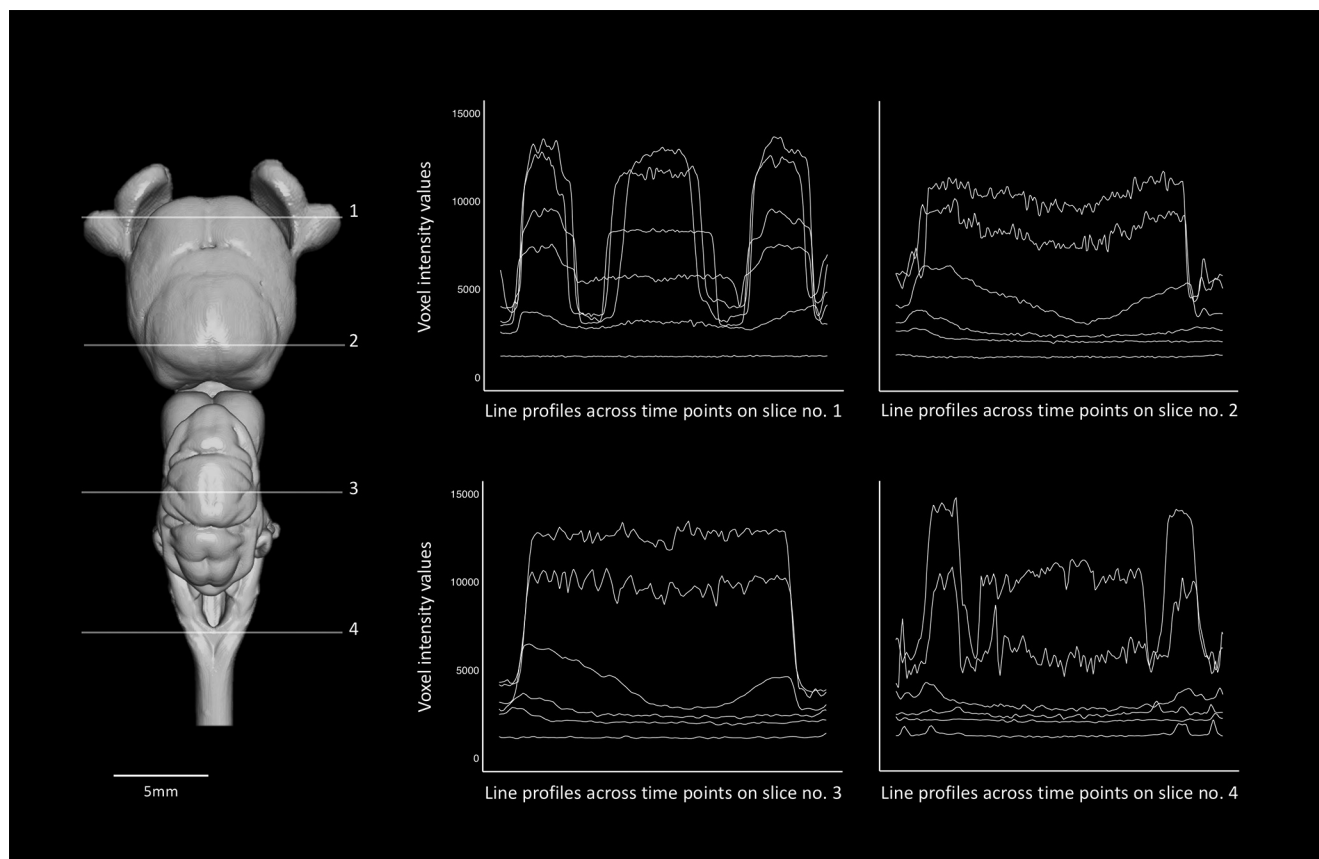 1
2
3
4
5mm
Voxel intensity values
15000
10000
5000
0
Line profiles across time points on slice no. 1
Line profiles across time points on slice no. 2
Voxel intensity values
15000
10000
5000
0
Line profiles across time points on slice no. 3
Line profiles across time points on slice no. 4